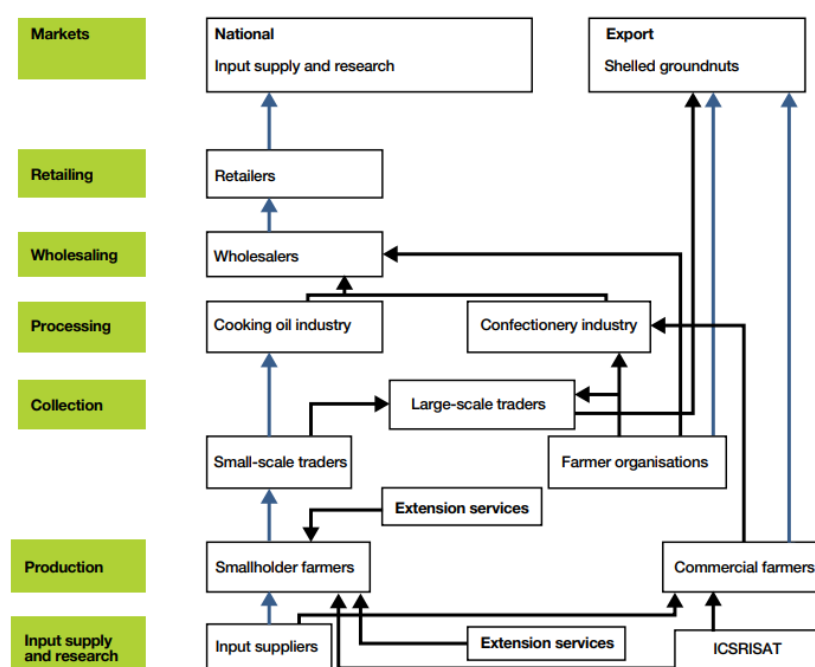 Markets
National
Input supply and research
Export
Shelled groundnuts
Retailing
Retailers
Wholesaling
Wholesalers
Processing
Cooking oil industry
Confectionery industry
Collection
Large-scale traders
Small-scale traders
Farmer organisations
Extension services
Production
Smallholder farmers
Commercial farmers
Input supply
and research
Input suppliers
Extension services
ICSRISAT